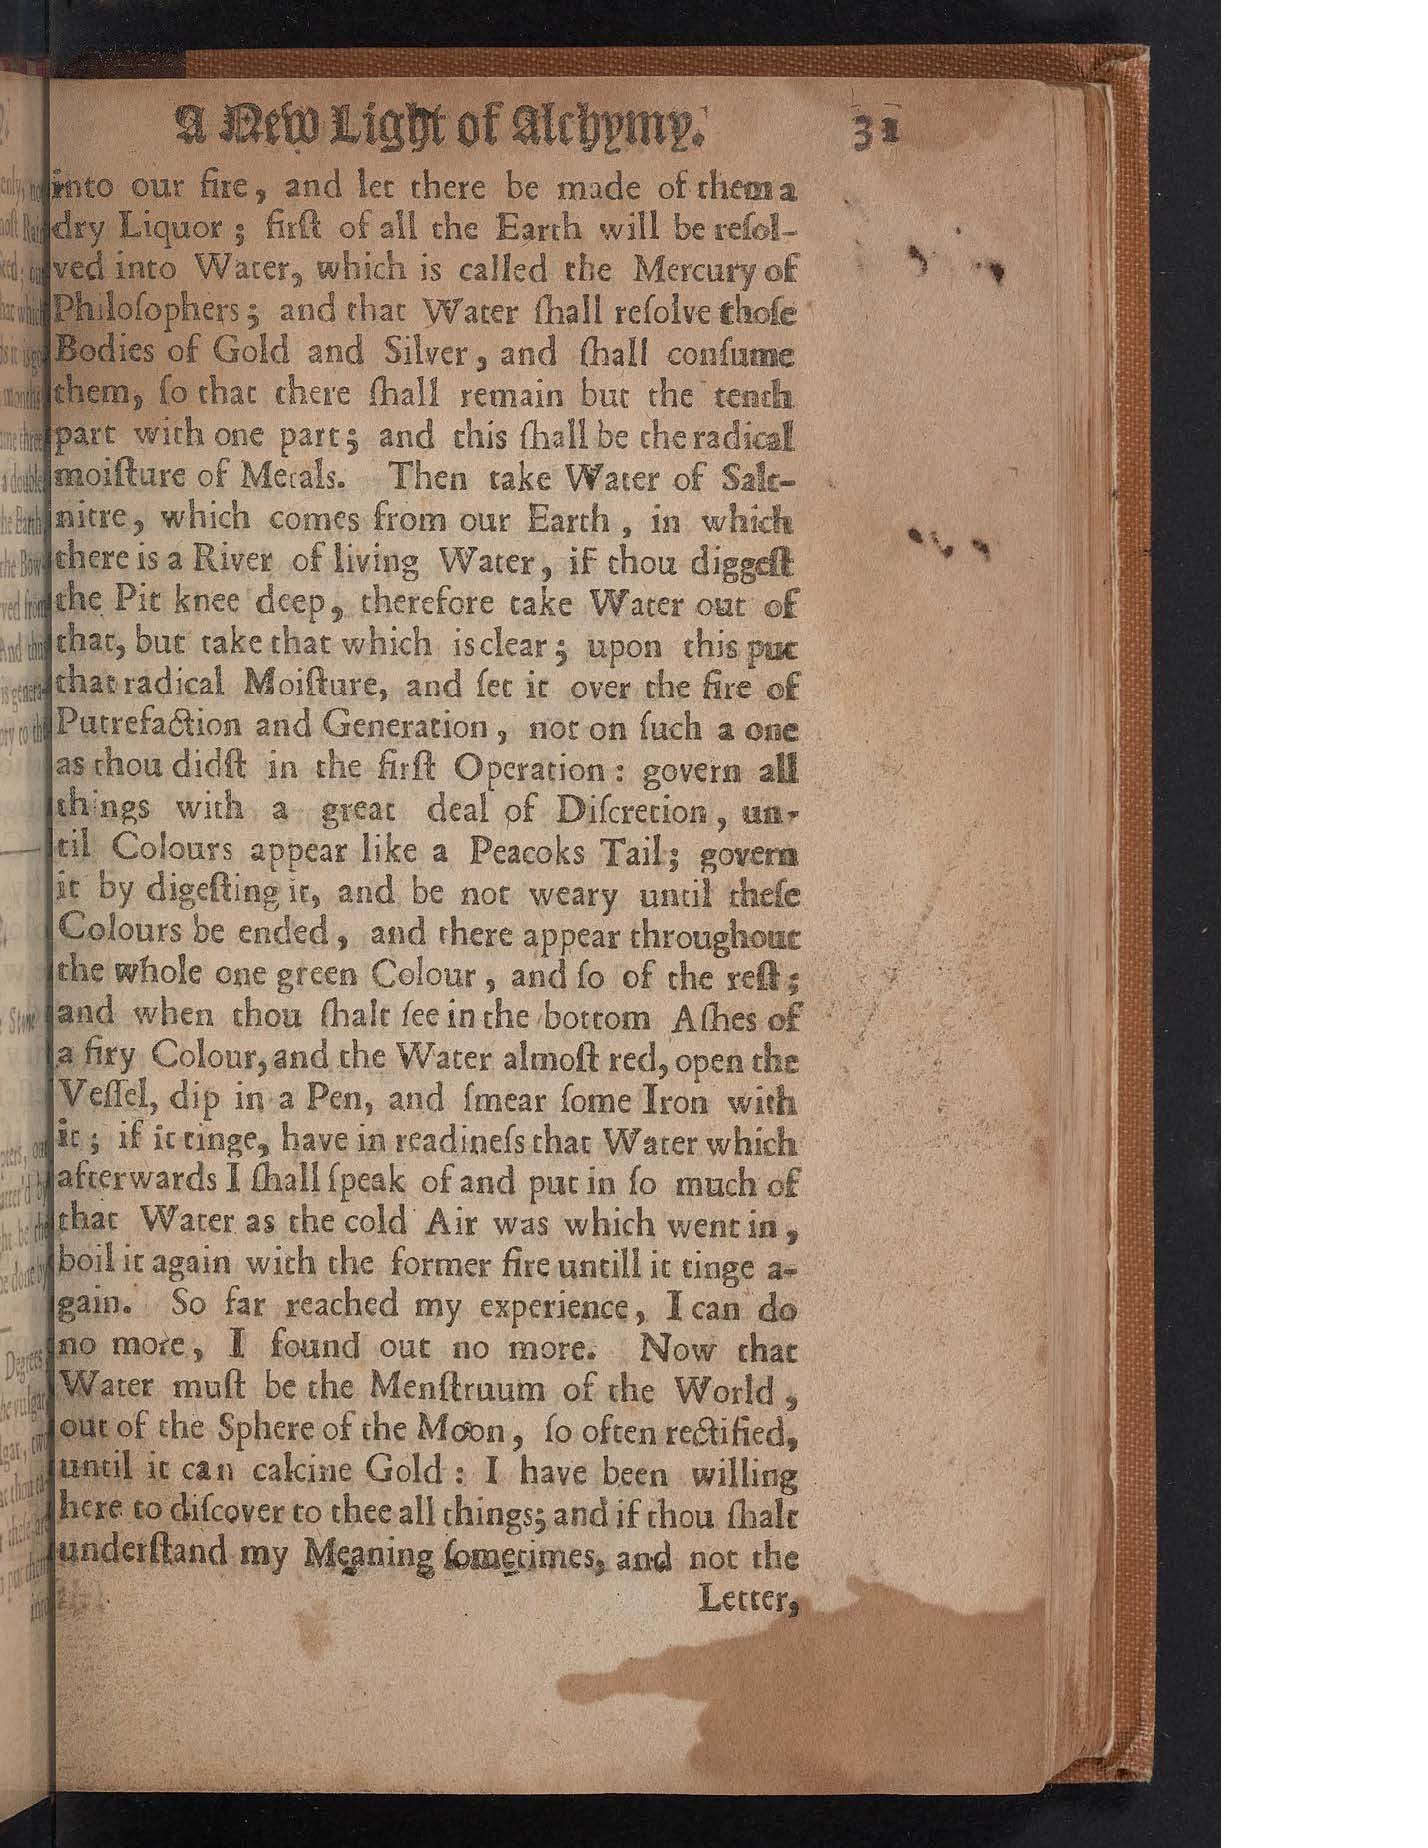 A New Light of Alchymy. 31
into our fire, and let there be made of them a
dry Liquor ; firſt of all the Earth will be reſol-
ved into Water, which is called the Mercury of
Philoſophers ; and that Water ſhall reſolve thoſe
Bodies of Gold and Silver, and ſhall conſume
them, ſo that there ſhall remain but the tenth
part with one part; and this ſhall be the radical
moiſture of Metals. Then take Water of Salt-
nitre, which comes from our Earth, in which
there is a River of living Water, if thou diggeſt
the Pit knee deep, therefore take Water out of
that, but take that which is clear ; upon this put
that radical Moiſture, and ſet it over the fire of
Putrefaction and Generation, not on ſuch a one
as thou didſt in the firſt Operation : govern all
things with a great deal of Diſcretion, un-
til Colours appear like a Peacoks Tail; govern
it by digeſting it, and be not weary until theſe
Colours be ended, and there appear throughout
the whole one green Colour, and ſo of the reſt;
and when thou ſhalt ſee in the bottom Aſhes of
a firy Colour, and the Water almoſt red, open the
Veſſel, dip in a Pen, and ſmear ſome Iron with
it ; if it tinge, have in readineſs that Water which
afterwards I ſhall ſpeak of and put in ſo much of
that Water as the cold Air was which went in,
boil it again with the former fire untill it tinge a-
gain. So far reached my experience, I can do
no more, I found out no more. Now that
Water muſt be the Menſtruum of the World,
out of the Sphere of the Moon, ſo often rectified,
until it can calcine Gold : I have been willing
here to diſcover to thee all things; and if thou ſhalt
underſtand my Meaning ſometimes, and not the
Letter,